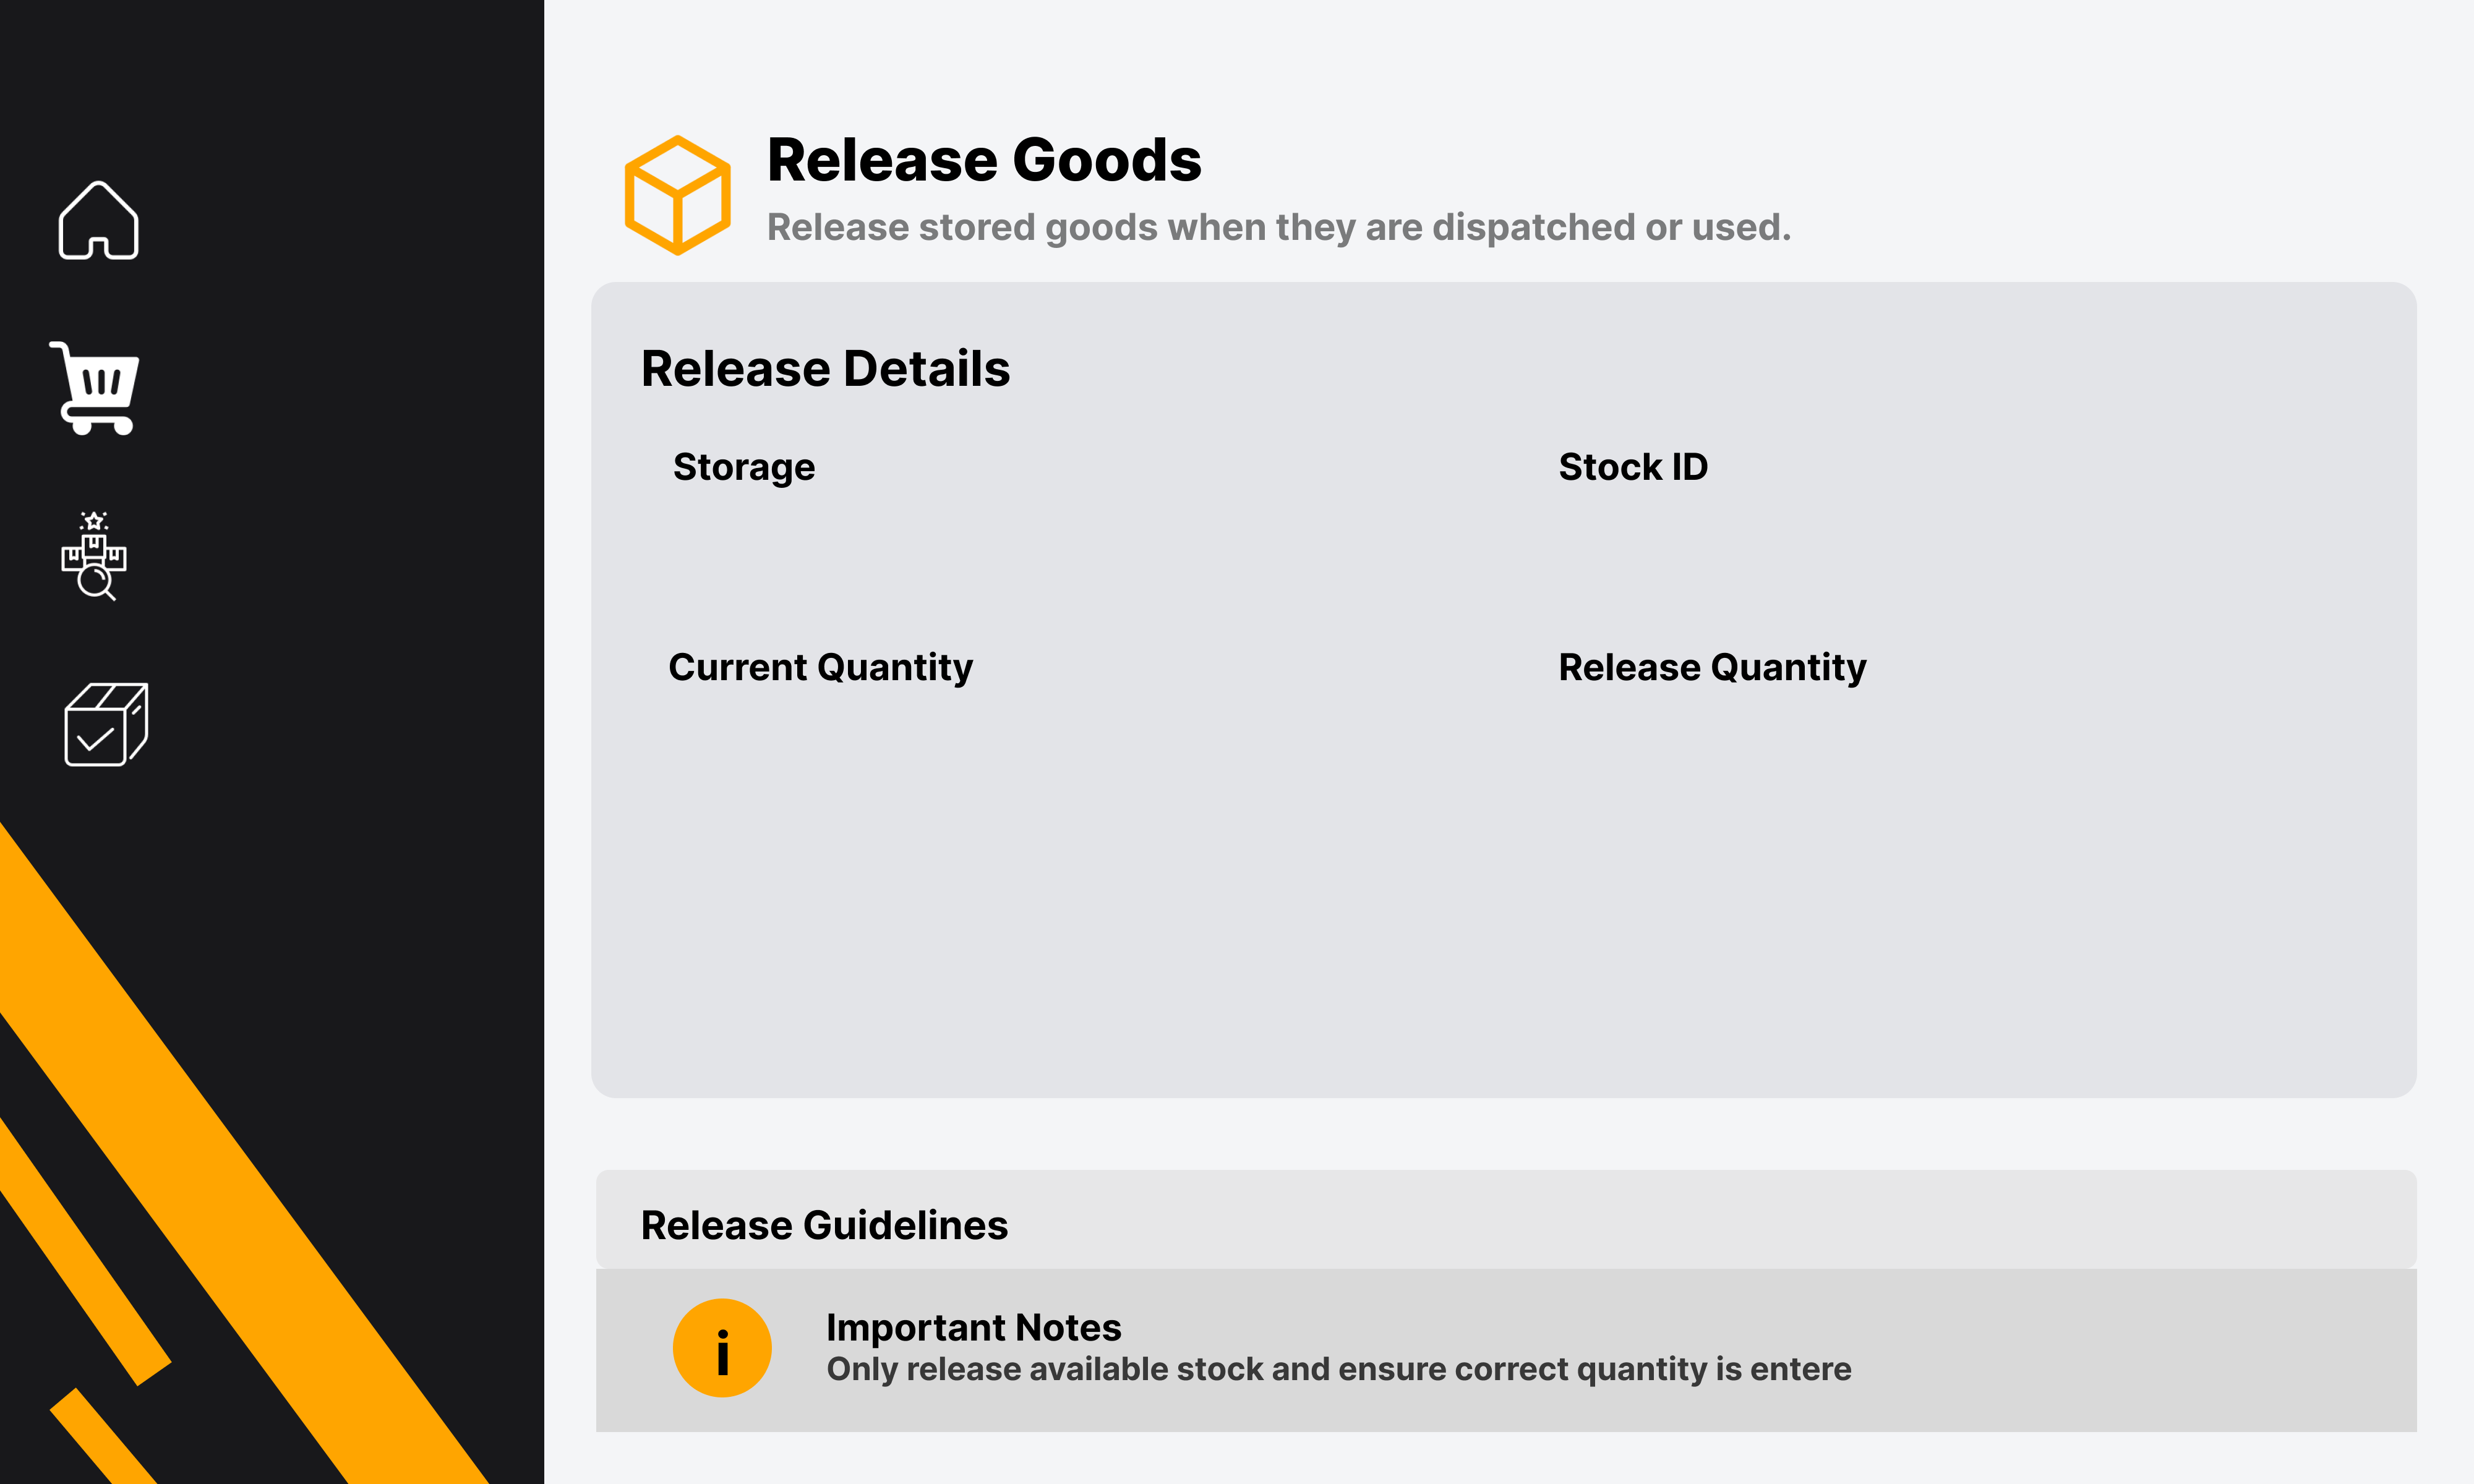 Release Goods
Release stored goods when they are dispatched or used.
Release Details
Storage
Stock ID
Current Quantity
Release Quantity
Release Guidelines
i
Important Notes
Only release available stock and ensure correct quantity is entere